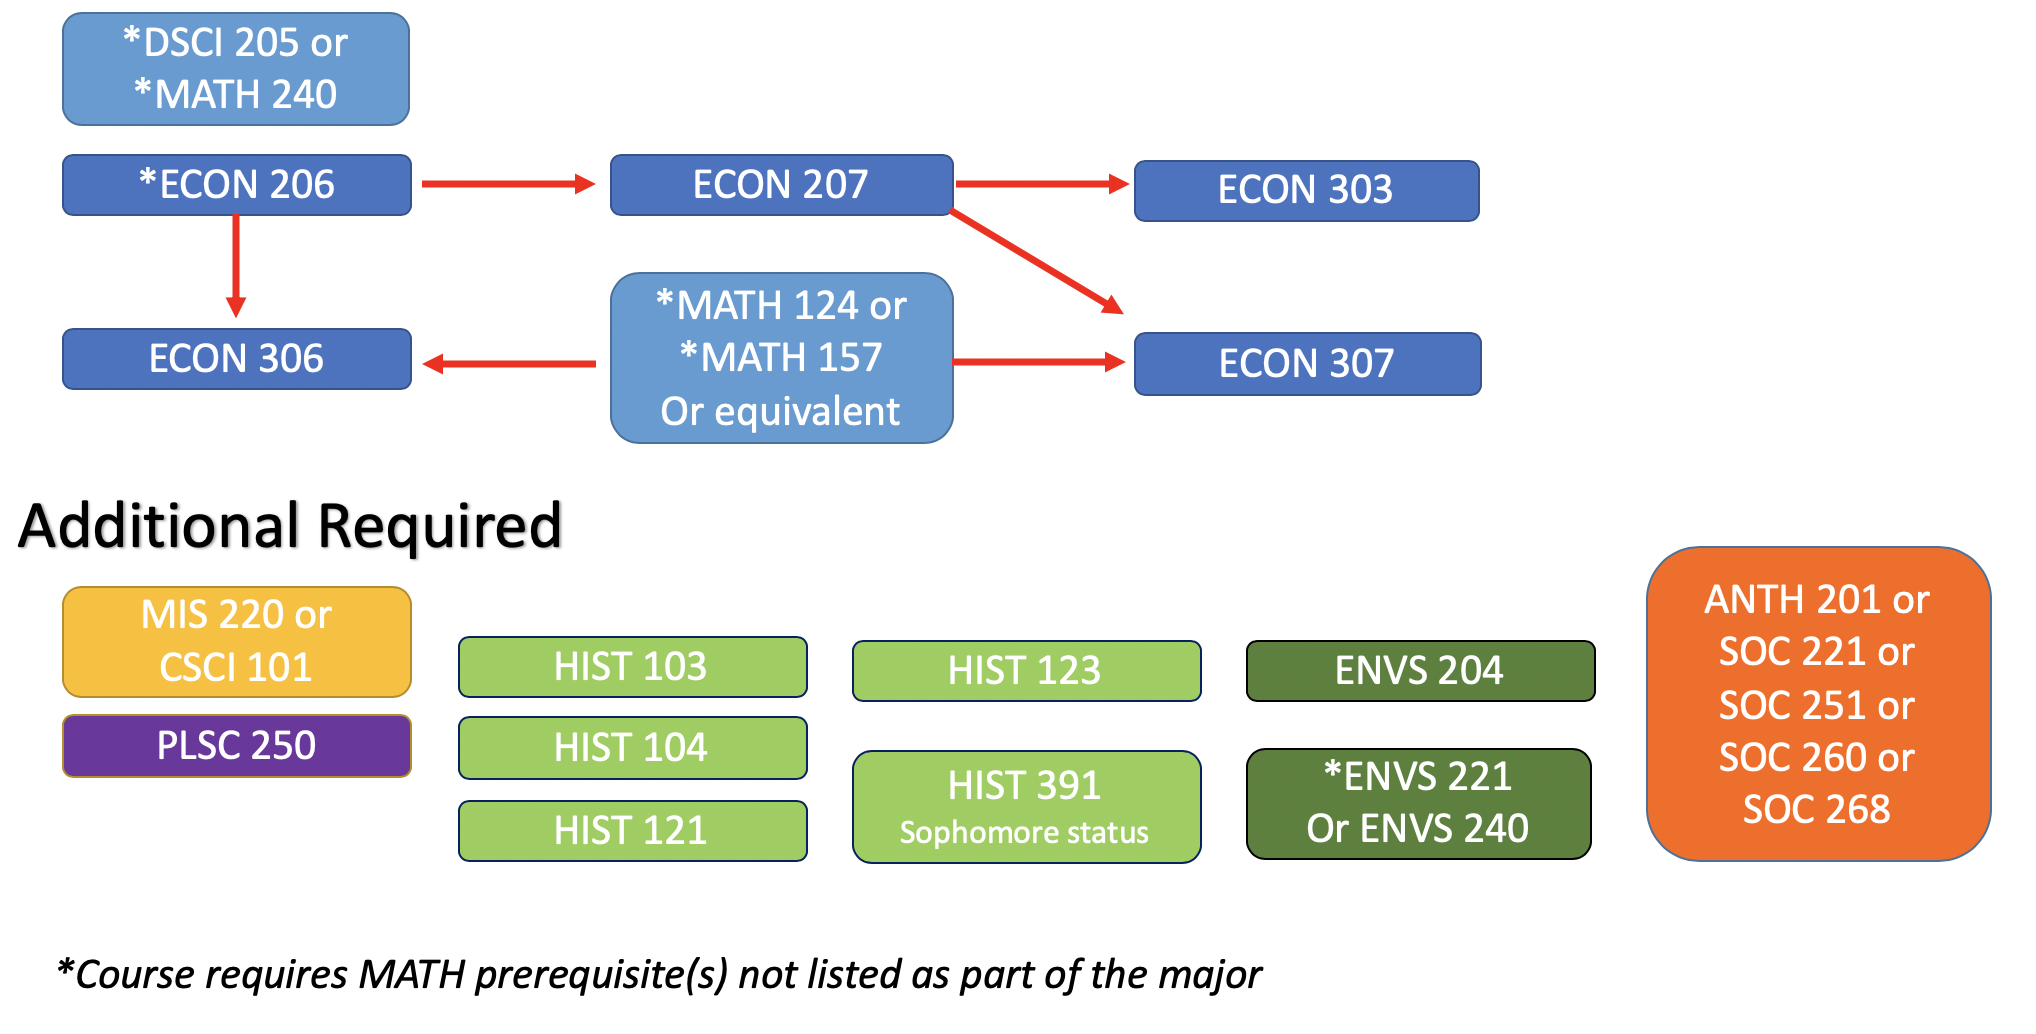 *DSCI 205 or
*MATH 240
*ECON 206
ECON 207
ECON 303
ECON 306
*MATH 124 or
*MATH 157
Or equivalent
ECON 307
Additional Required
MIS 220 or
CSCI 101
PLSC 250
HIST 103
HIST 104
HIST 121
HIST 123
HIST 391
Sophomore status
ENVS 204
*ENVS 221
Or ENVS 240
ANTH 201 or
SOC 221 or
SOC 251 or
SOC 260 or
SOC 268
*Course requires MATH prerequisite(s) not listed as part of the major